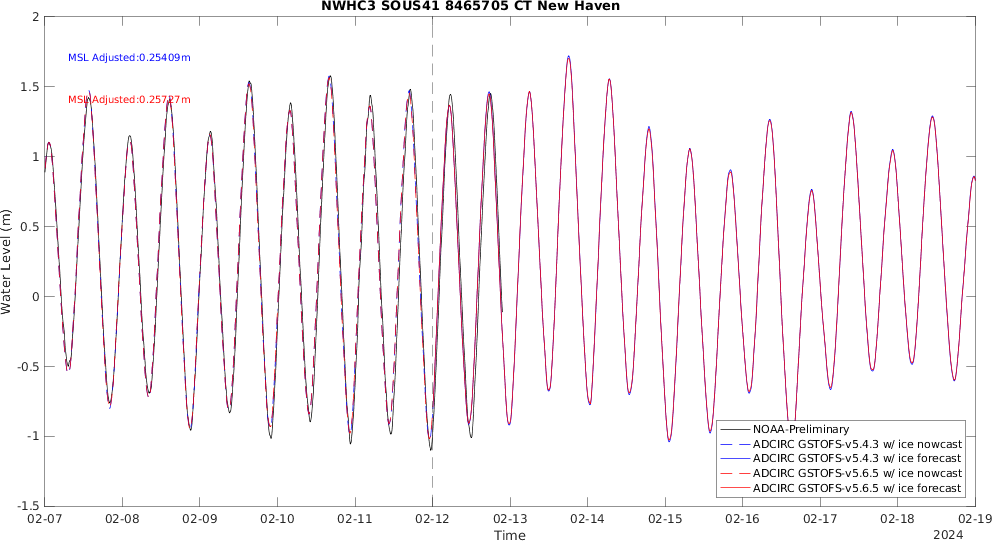 NWHC3 SOUS41 8465705 CT New Haven
2
MSL Adjusted:0.25409m
1.5
MSL Adjusted:0.25727m
1
0.5
0
-0.5
-1
-1.5
Water Level (m)
NOAA-Preliminary
ADCIRC GSTOFS-v5.4.3 w/ ice nowcast
ADCIRC GSTOFS-v5.4.3 w/ ice forecast
ADCIRC GSTOFS-v5.6.5 w/ ice nowcast
ADCIRC GSTOFS-v5.6.5 w/ ice forecast
02-07 02-08 02-09 02-10 02-11 02-12 02-13 02-14 02-15 02-16 02-17 02-18 02-19
Time
2024